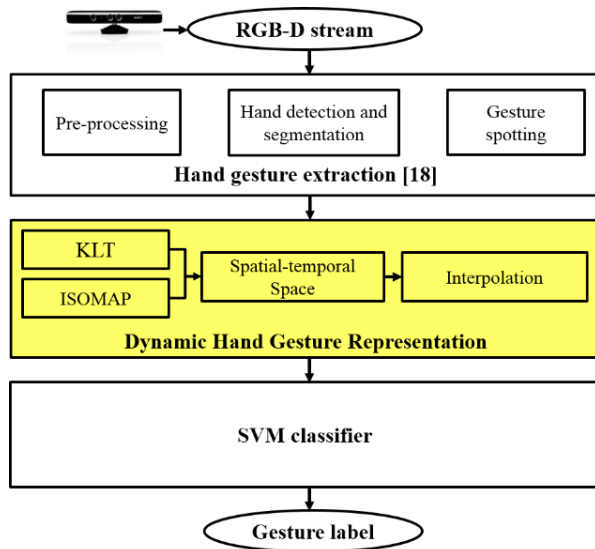 RGB-D stream
Pre-processing
Hand detection and
segmentation
Gesture
spotting
Hand gesture extraction [18]
KLT
ISOMAP
Spatial-temporal
Space
Interpolation
Dynamic Hand Gesture Representation
SVM classifier
Gesture label